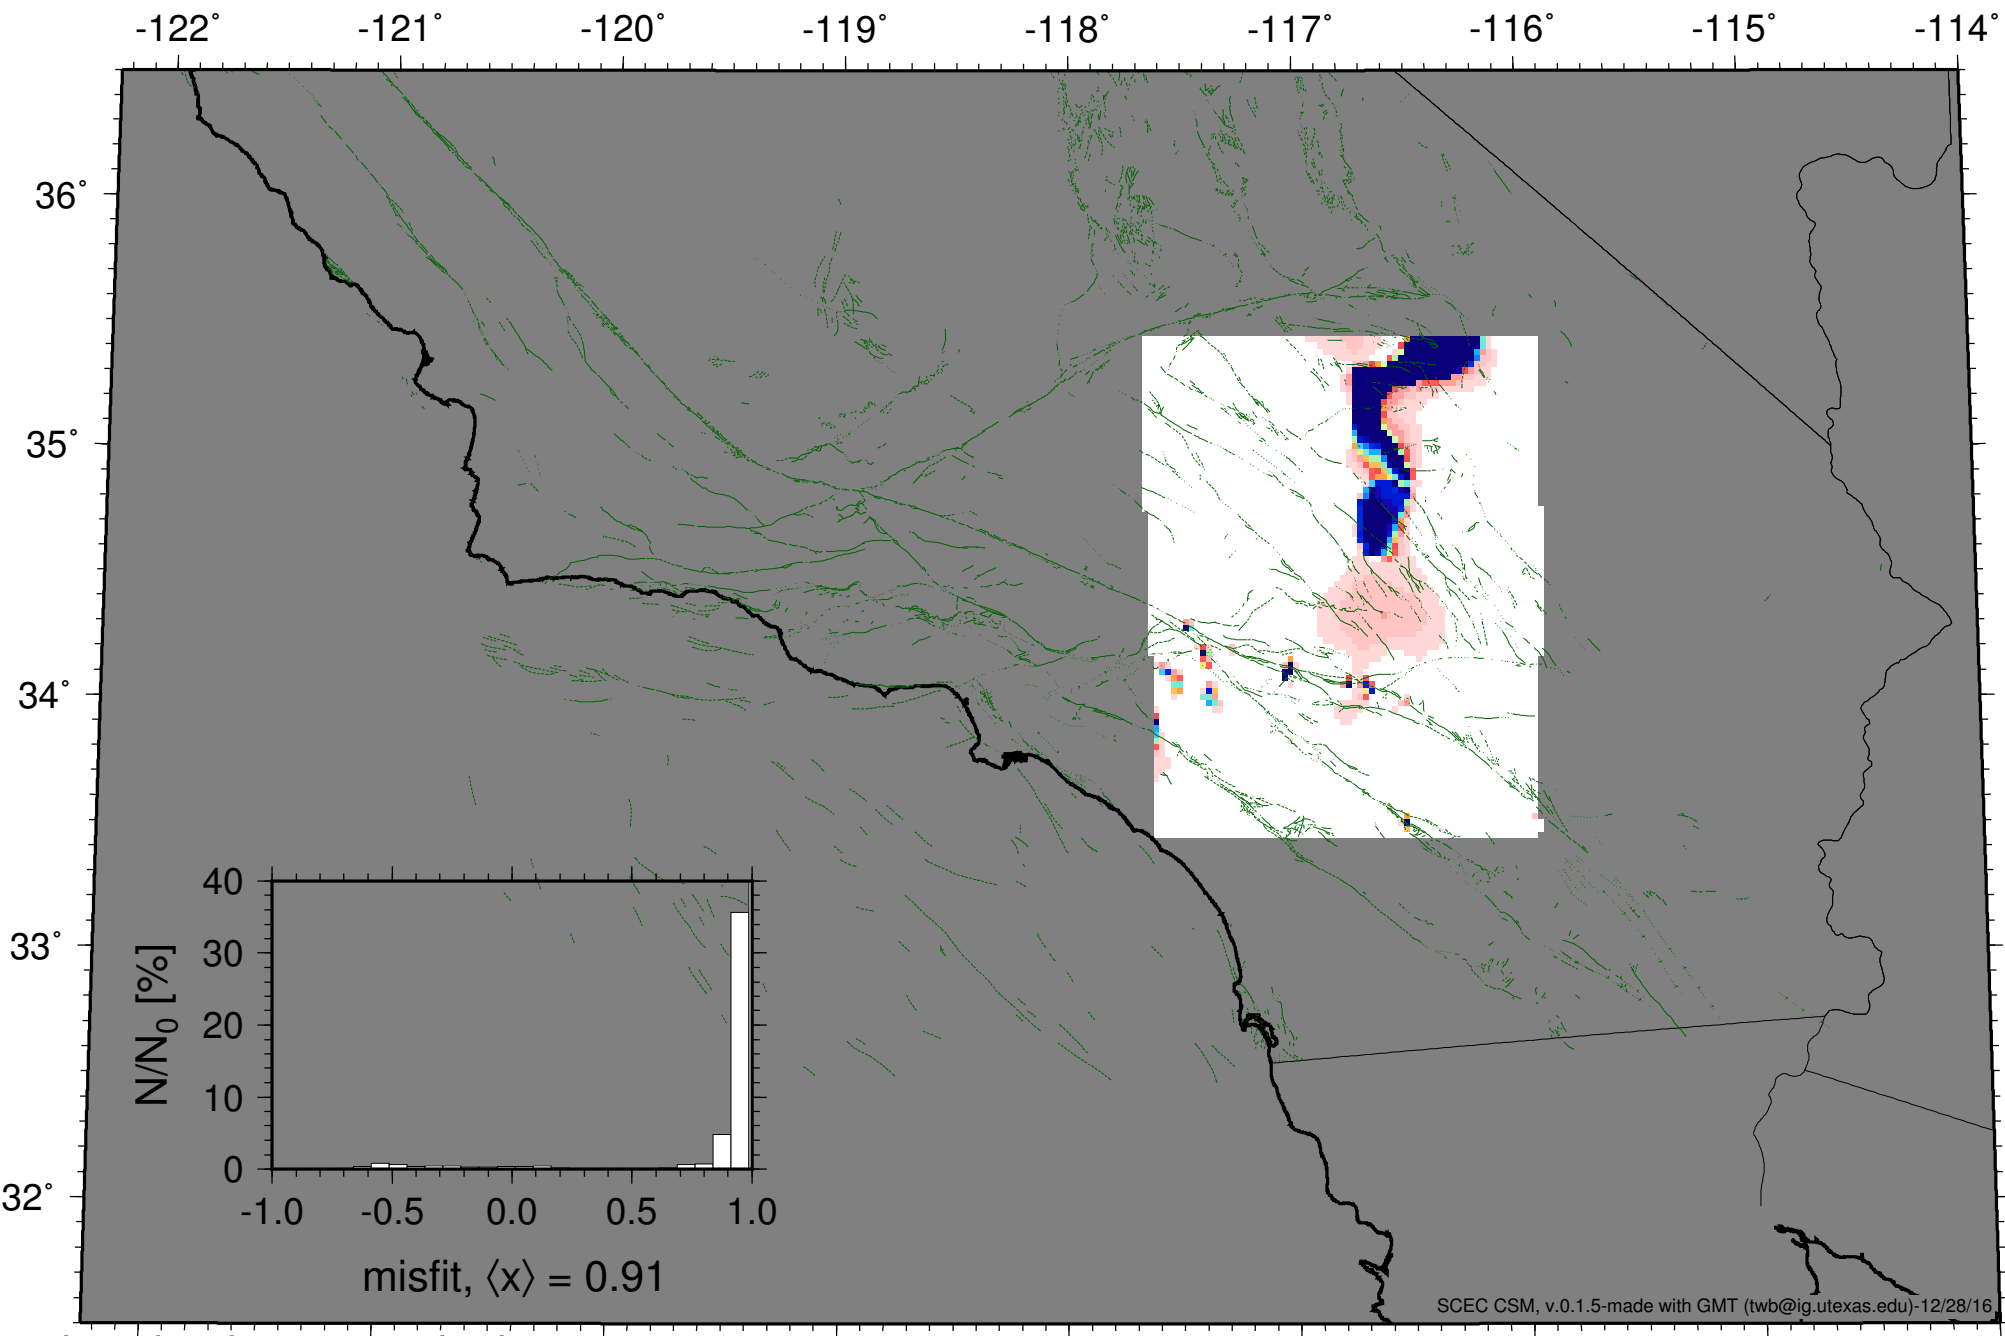 -122˚ -121˚ -120˚ -119˚ -118˚ -117˚ -116˚ -115˚ -114˚
36˚
35˚
34˚
33˚
32˚
40
30
20
10
0
N/N0 [%]
-1.0 -0.5 0.0 0.5 1.0
misfit, ⟨x⟩ = 0.91
SCEC CSM, v.0.1.5-made with GMT (twb@ig.utexas.edu)-12/28/16